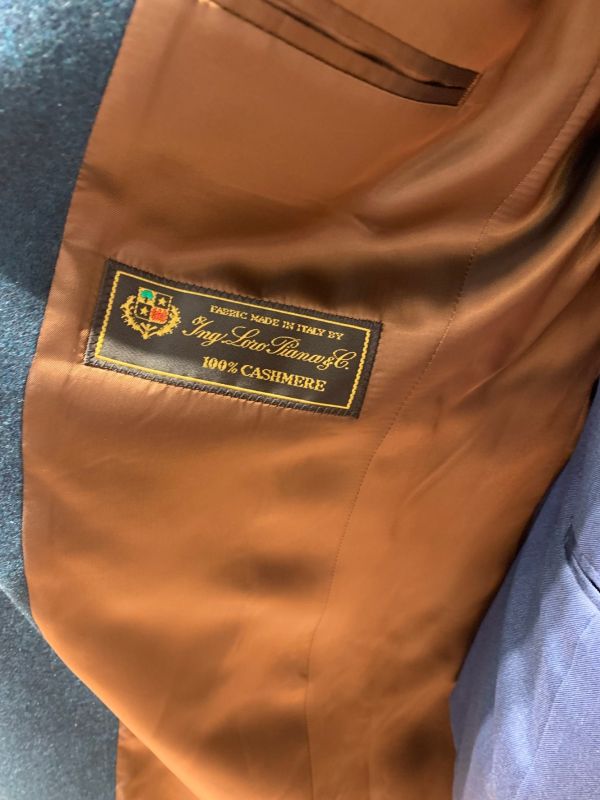 FABRIC MADE IN ITALY BY
Ing. Loro Piana & C.
100% CASHMERE